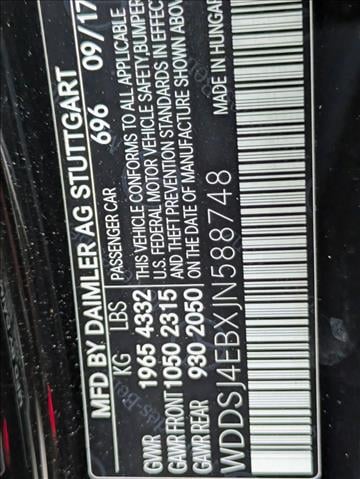 MFD BY DAIMLER AG STUTTGART
696 09/17
KG LBS
PASSENGER CAR
GVWR 1965 4332
GAWR FRONT 1050 2315
GAWR REAR 930 2050
THIS VEHICLE CONFORMS TO ALL APPLICABLE
U.S. FEDERAL MOTOR VEHICLE SAFETY, BUMPER
AND THEFT PREVENTION STANDARDS IN EFFECT
ON THE DATE OF MANUFACTURE SHOWN ABOVE
MADE IN HUNGAR
WDDSJ4EBXJN588748